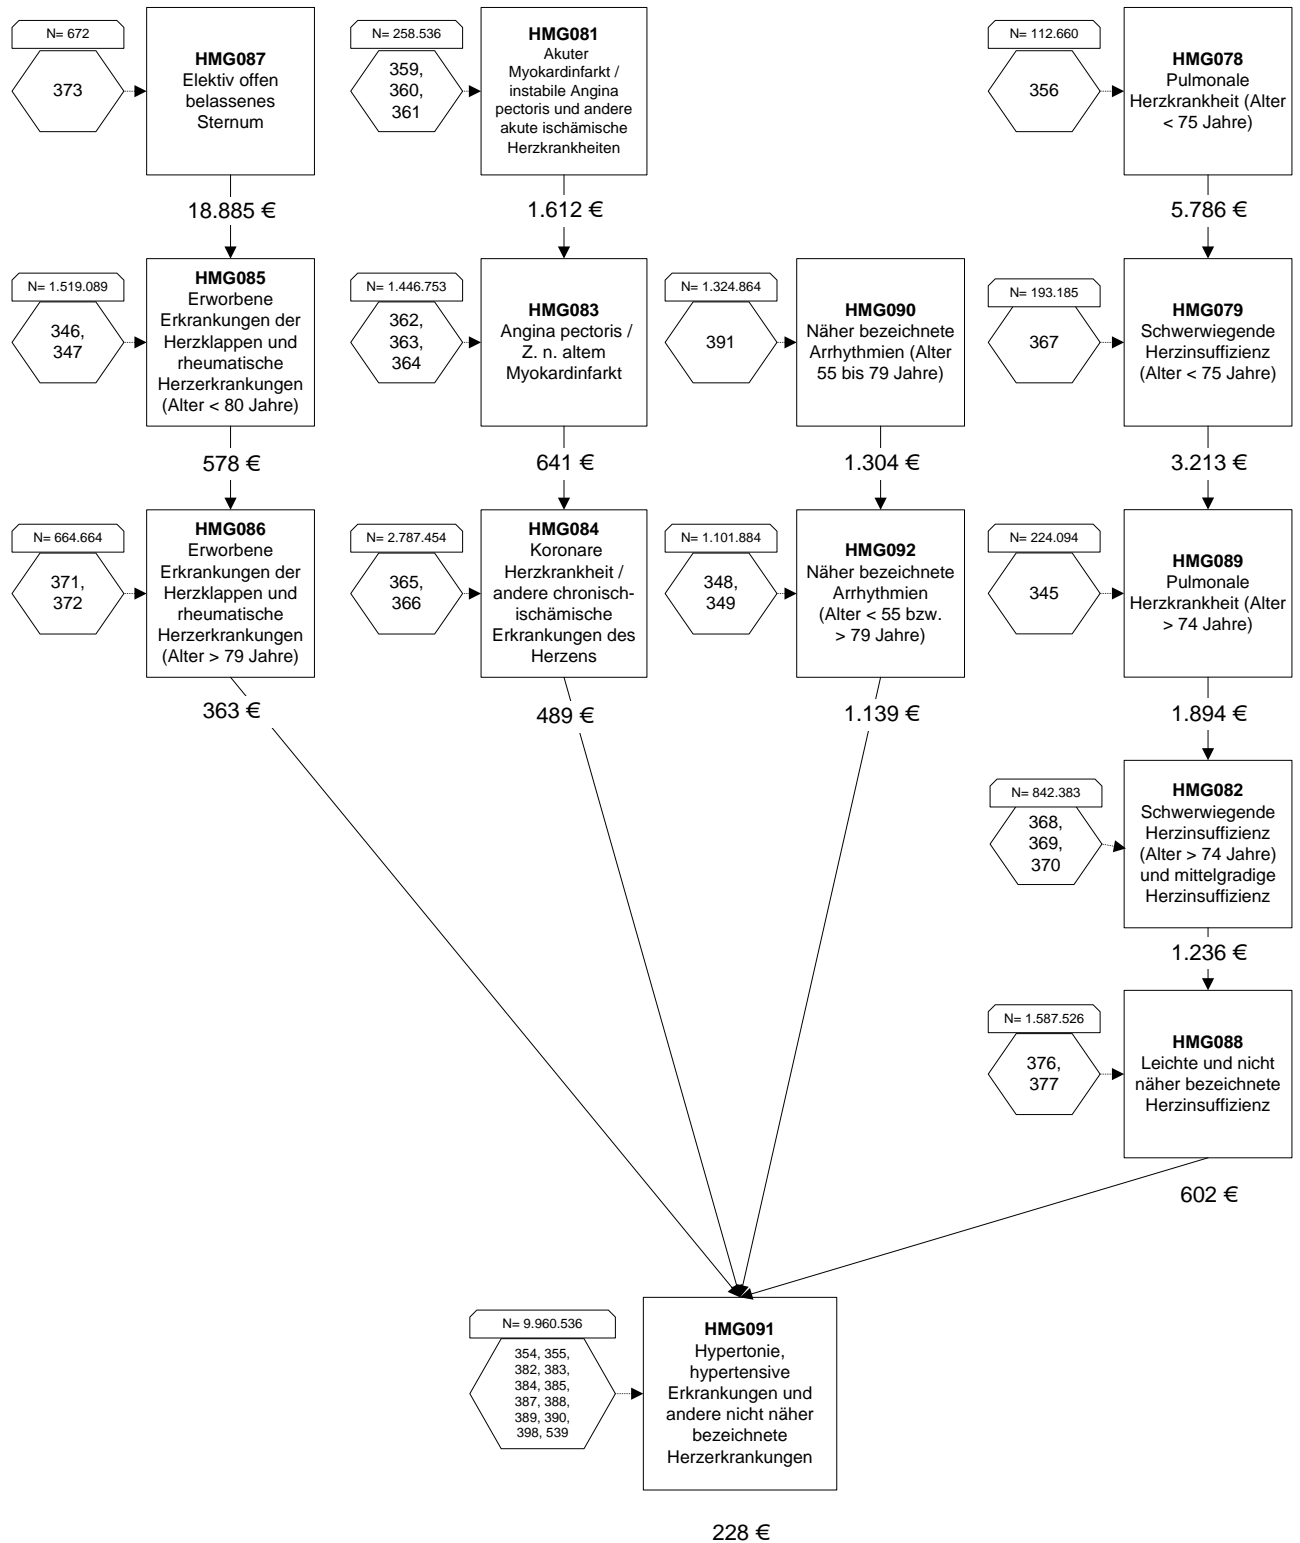 N= 672
373
HMG087
Elektiv offen
belassenes
Sternum
18.885 €
N= 258.536
359,
360,
361
HMG081
Akuter
Myokardinfarkt /
instabile Angina
pectoris und andere
akute ischämische
Herzkrankheiten
1.612 €
N= 112.660
356
HMG078
Pulmonale
Herzkrankheit (Alter
< 75 Jahre)
5.786 €
N= 1.519.089
346,
347
HMG085
Erworbene
Erkrankungen der
Herzklappen und
rheumatische
Herzerkrankungen
(Alter < 80 Jahre)
578 €
N= 1.446.753
362,
363,
364
HMG083
Angina pectoris /
Z. n. altem
Myokardinfarkt
641 €
N= 1.324.864
391
HMG090
Näher bezeichnete
Arrhythmien (Alter
55 bis 79 Jahre)
1.304 €
N= 193.185
367
HMG079
Schwerwiegende
Herzinsuffizienz
(Alter < 75 Jahre)
3.213 €
N= 664.664
371,
372
HMG086
Erworbene
Erkrankungen der
Herzklappen und
rheumatische
Herzerkrankungen
(Alter > 79 Jahre)
363 €
N= 2.787.454
365,
366
HMG084
Koronare
Herzkrankheit /
andere chronisch-
ischämische
Erkrankungen des
Herzens
489 €
N= 1.101.884
348,
349
HMG092
Näher bezeichnete
Arrhythmien
(Alter < 55 bzw.
> 79 Jahre)
1.139 €
N= 224.094
345
HMG089
Pulmonale
Herzkrankheit (Alter
> 74 Jahre)
1.894 €
N= 842.383
368,
369,
370
HMG082
Schwerwiegende
Herzinsuffizienz
(Alter > 74 Jahre)
und mittelgradige
Herzinsuffizienz
1.236 €
N= 1.587.526
376,
377
HMG088
Leichte und nicht
näher bezeichnete
Herzinsuffizienz
602 €
N= 9.960.536
354, 355,
382, 383,
384, 385,
387, 388,
389, 390,
398, 539
HMG091
Hypertonie,
hypertensive
Erkrankungen und
andere nicht näher
bezeichnete
Herzerkrankungen
228 €